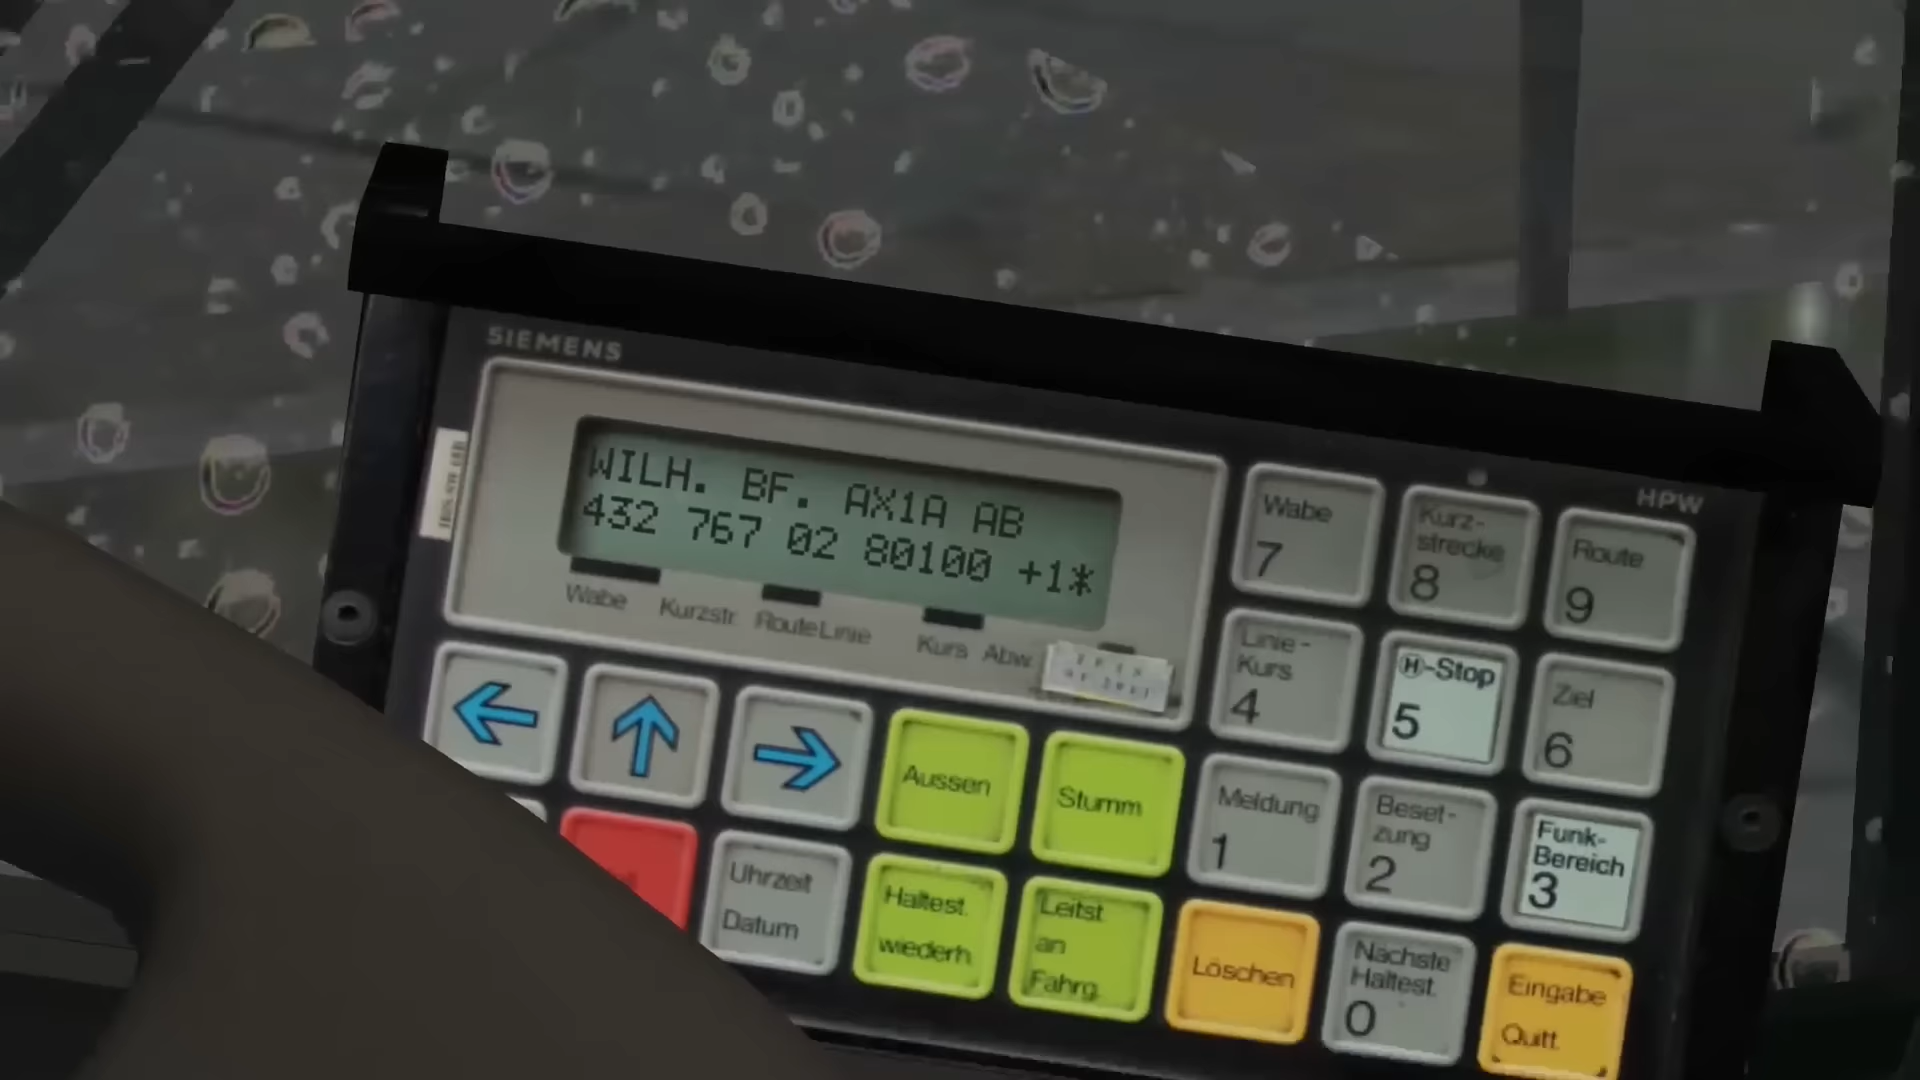 SIEMENS
HPW
WILH. BF. AX1A AB
432 767 02 80100 +1*
Wabe Kurzstr. Route Linie Kurs Abw.
Wabe
7
Kurz-
strecke
8
Route
9
Linie-
Kurs
4
H-Stop
5
Ziel
6
Aussen
Stumm
Meldung
1
Beset-
zung
2
Funk-
Bereich
3
Uhrzeit
Datum
Haltest.
wiederh.
Leitst.
an
Fahrg.
Löschen
Nächste
Haltest.
0
Eingabe
Quitt.